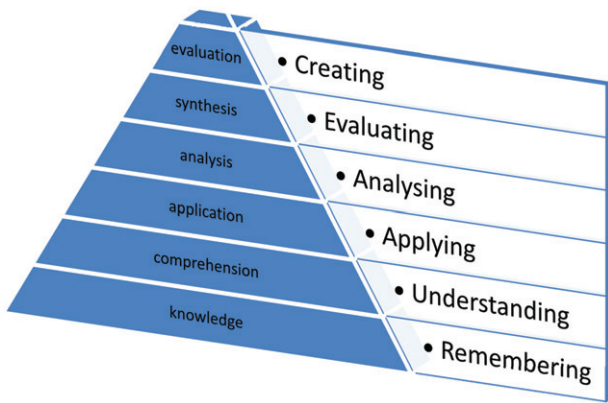 evaluation
• Creating
synthesis
• Evaluating
analysis
• Analysing
application
• Applying
comprehension
• Understanding
knowledge
• Remembering